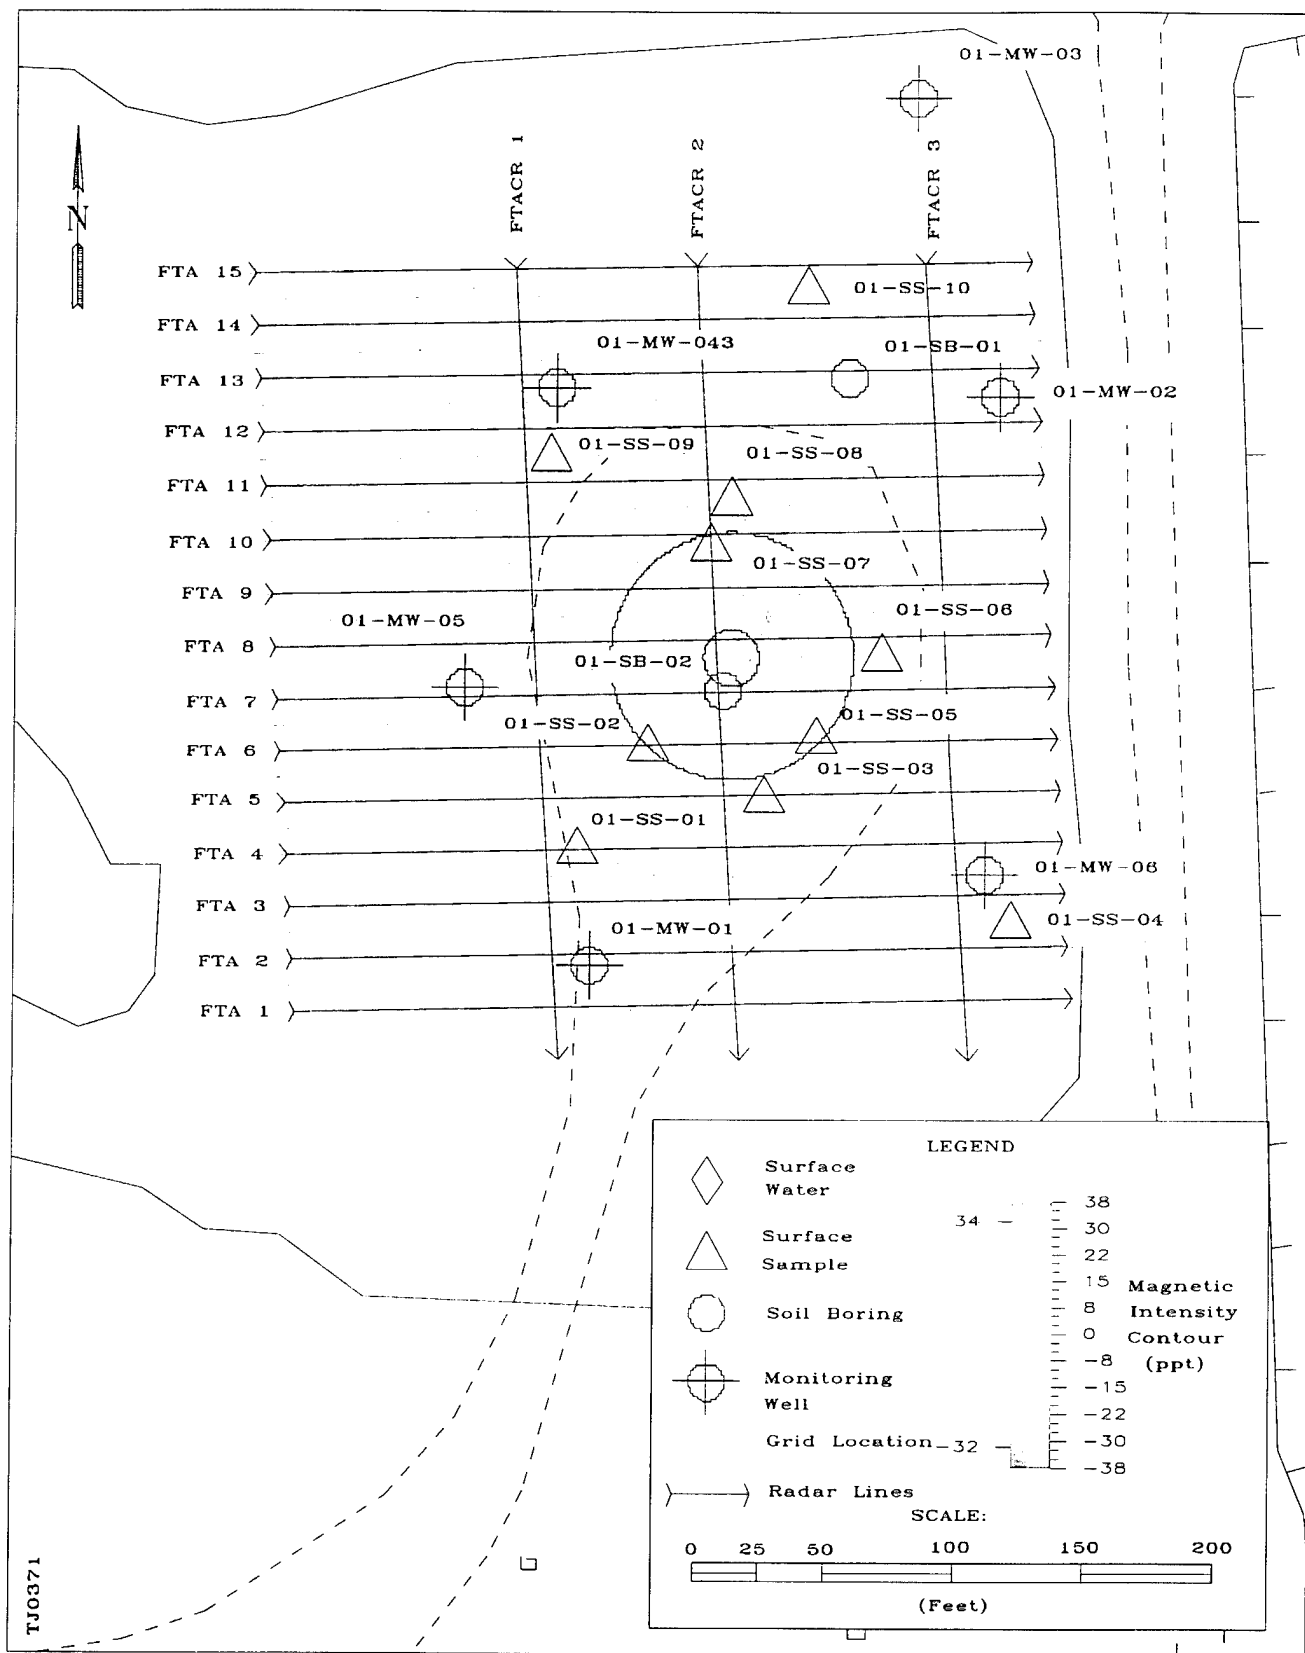 01-MW-03
FTACR 1
FTACR 2
FTACR 3
N
FTA 15
01-SS-10
FTA 14
01-MW-043
01-SB-01
FTA 13
01-MW-02
FTA 12
01-SS-09
01-SS-08
FTA 11
FTA 10
01-SS-07
FTA 9
01-MW-05
01-SS-06
FTA 8
01-SB-02
FTA 7
01-SS-02
01-SS-05
FTA 6
01-SS-03
FTA 5
01-SS-01
FTA 4
01-MW-06
FTA 3
01-SS-04
01-MW-01
FTA 2
FTA 1
LEGEND
Surface
Water
Surface
Sample
Soil Boring
Monitoring
Well
Grid Location
Radar Lines
34
-32
38
30
22
15
8
0
-8
-15
-22
-30
-38
Magnetic
Intensity
Contour
(ppt)
SCALE:
0 25 50 100 150 200
(Feet)
TJ0371